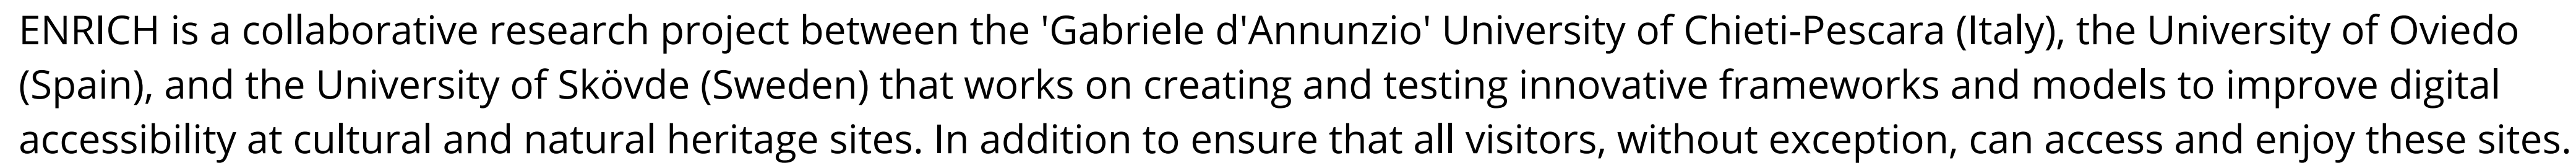 ENRICH is a collaborative research project between the 'Gabriele d'Annunzio' University of Chieti-Pescara (Italy), the University of Oviedo
(Spain), and the University of Skövde (Sweden) that works on creating and testing innovative frameworks and models to improve digital
accessibility at cultural and natural heritage sites. In addition to ensure that all visitors, without exception, can access and enjoy these sites.